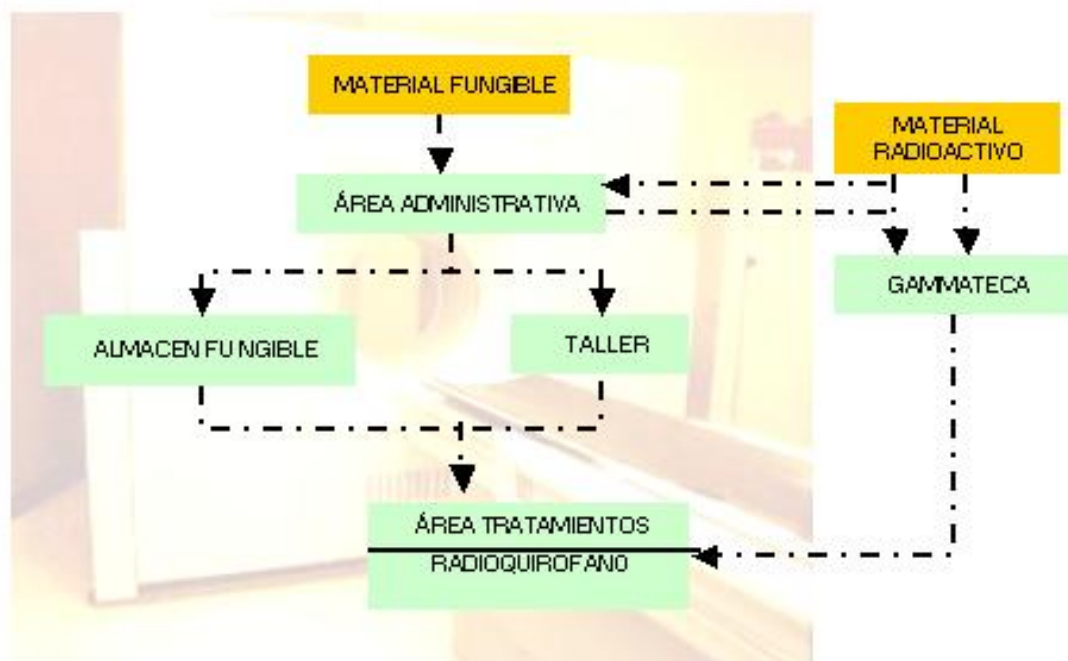 MATERIAL FUNGIBLE
MATERIAL
RADIOACTIVO
ÁREA ADMINISTRATIVA
GAMMATECA
ALMACEN FUNGIBLE
TALLER
ÁREA TRATAMIENTOS
RADIOQUIROFANO